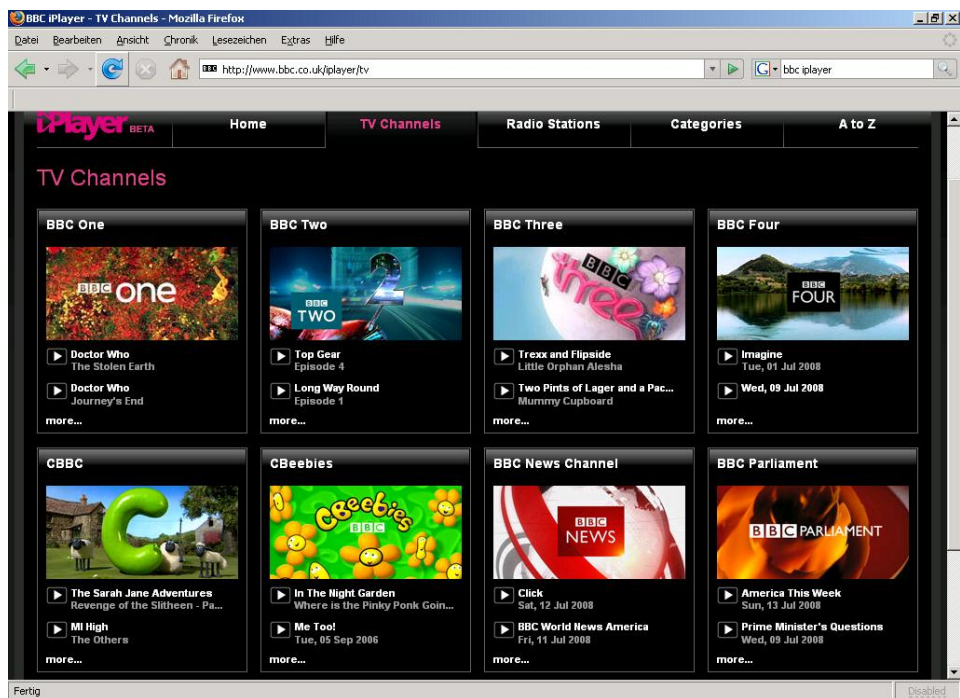 BBC iPlayer - TV Channels - Mozilla Firefox
Datei Bearbeiten Ansicht Chronik Lesezeichen Extras Hilfe
BBC http://www.bbc.co.uk/iplayer/tv G bbc iplayer
iPlayer BETA Home TV Channels Radio Stations Categories A to Z
TV Channels
BBC One BBC Two BBC Three BBC Four
BBC one
BBC TWO 2
BBC three
BBC FOUR
Doctor Who
The Stolen Earth
Doctor Who
Journey's End
more...
Top Gear
Episode 4
Long Way Round
Episode 1
more...
Trexx and Flipside
Little Orphan Alesha
Two Pints of Lager and a Pac...
Mummy Cupboard
more...
Imagine
Tue, 01 Jul 2008
Wed, 09 Jul 2008
more...
CBBC CBeebies BBC News Channel BBC Parliament
C
CBeebies
BBC
BBC
NEWS
BBC PARLIAMENT
The Sarah Jane Adventures
Revenge of the Slitheen - Pa...
MI High
The Others
more...
In The Night Garden
Where is the Pinky Ponk Goin...
Me Too!
Tue, 05 Sep 2006
more...
Click
Sat, 12 Jul 2008
BBC World News America
Fri, 11 Jul 2008
more...
America This Week
Sun, 13 Jul 2008
Prime Minister's Questions
Wed, 09 Jul 2008
more...
Fertig Disabled